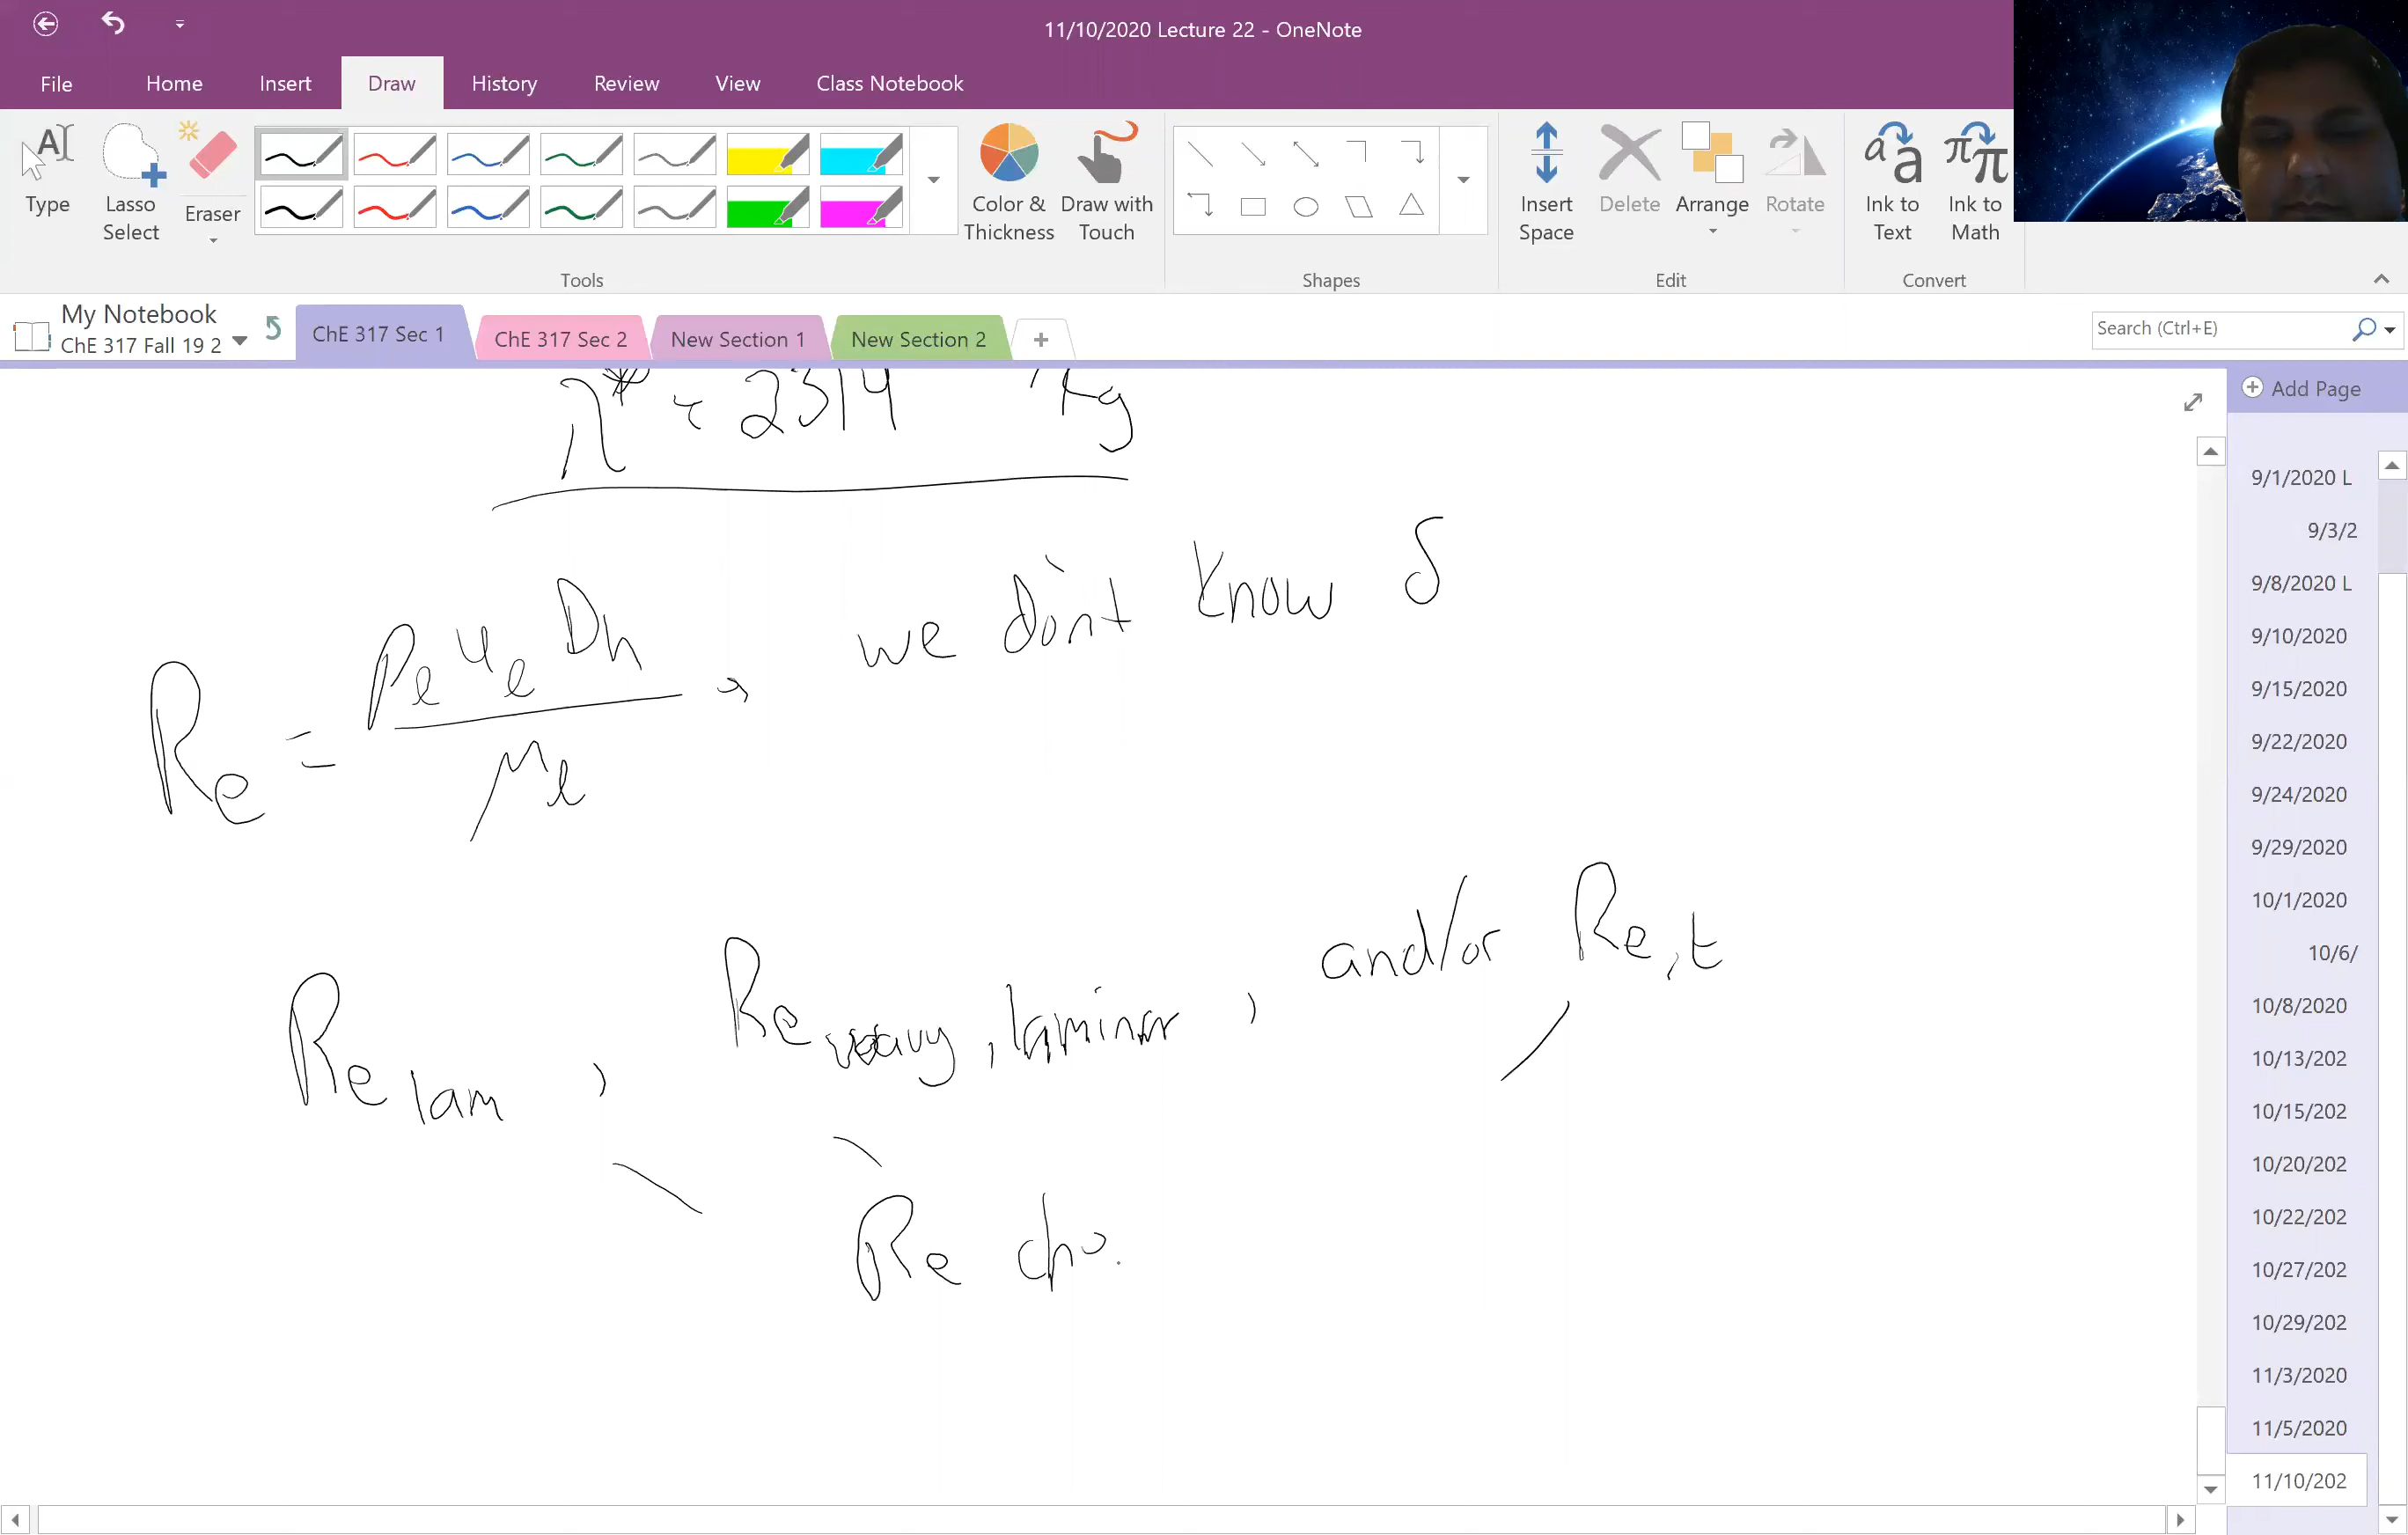 11/10/2020 Lecture 22 - OneNote
File Home Insert Draw History Review View Class Notebook
Type
Lasso Select
Eraser
Color & Thickness
Draw with Touch
Insert Space
Delete
Arrange
Rotate
Ink to Text
Ink to Math
Tools Shapes Edit Convert
My Notebook
ChE 317 Fall 19 2
ChE 317 Sec 1 ChE 317 Sec 2 New Section 1 New Section 2 +
Search (Ctrl+E)
Add Page
9/1/2020 L
9/3/2
9/8/2020 L
9/10/2020
9/15/2020
9/22/2020
9/24/2020
9/29/2020
10/1/2020
10/6/
10/8/2020
10/13/202
10/15/202
10/20/202
10/22/202
10/27/202
10/29/202
11/3/2020
11/5/2020
11/10/202
2314 kg
Re = ρℓ uℓ Dh / μℓ → we don't know δ
Re lam , Re wavy, laminar , and/or Re,t
Re